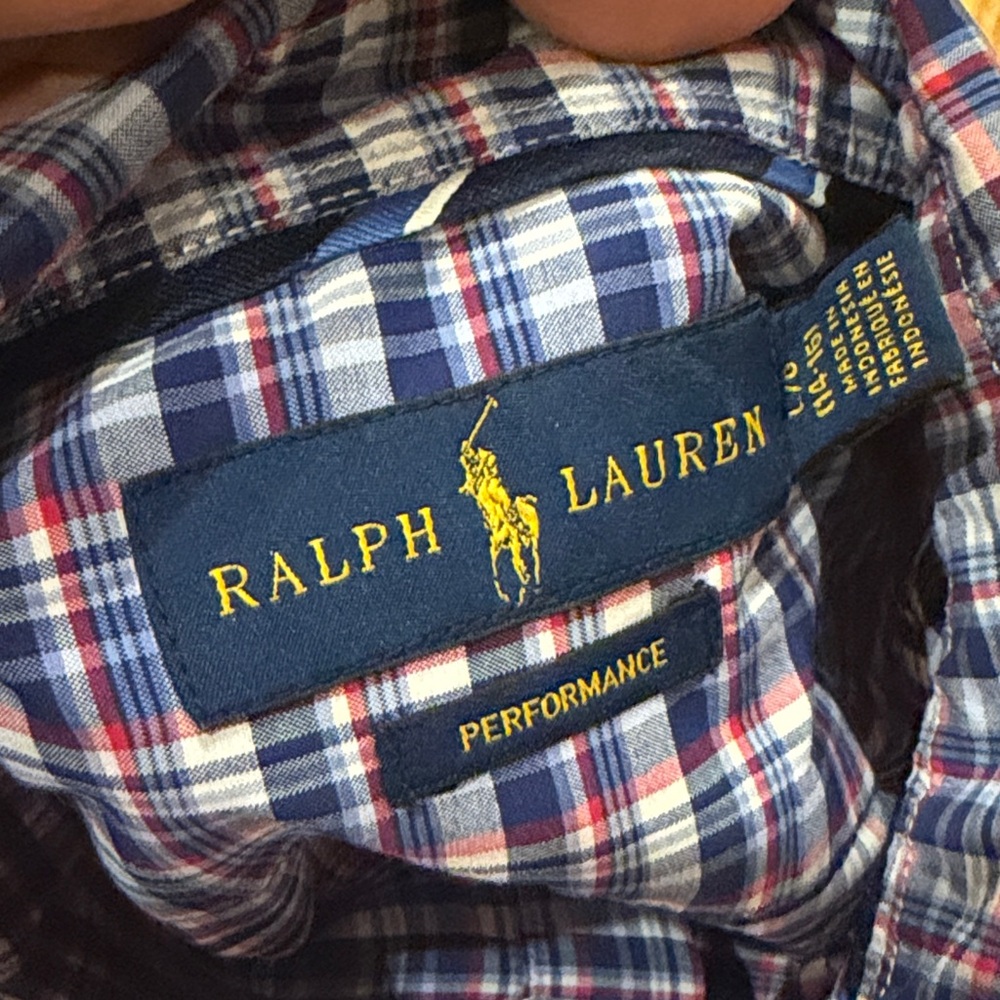 RALPH LAUREN
PERFORMANCE
L/G
(14-16)
MADE IN
INDONESIA
FABRIQUÉ EN
INDONÉSIE